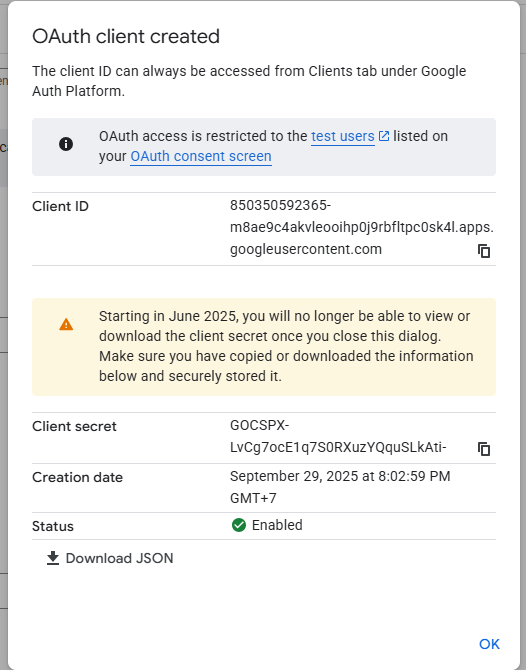 OAuth client created
The client ID can always be accessed from Clients tab under Google
Auth Platform.
OAuth access is restricted to the test users listed on
your OAuth consent screen
Client ID
850350592365-
m8ae9c4akvleooihp0j9rbfltpc0sk4l.apps.
googleusercontent.com
Starting in June 2025, you will no longer be able to view or
download the client secret once you close this dialog.
Make sure you have copied or downloaded the information
below and securely stored it.
Client secret
GOCSPX-
LvCg7ocE1q7S0RXuzYQquSLkAti-
Creation date
September 29, 2025 at 8:02:59 PM
GMT+7
Status
Enabled
Download JSON
OK